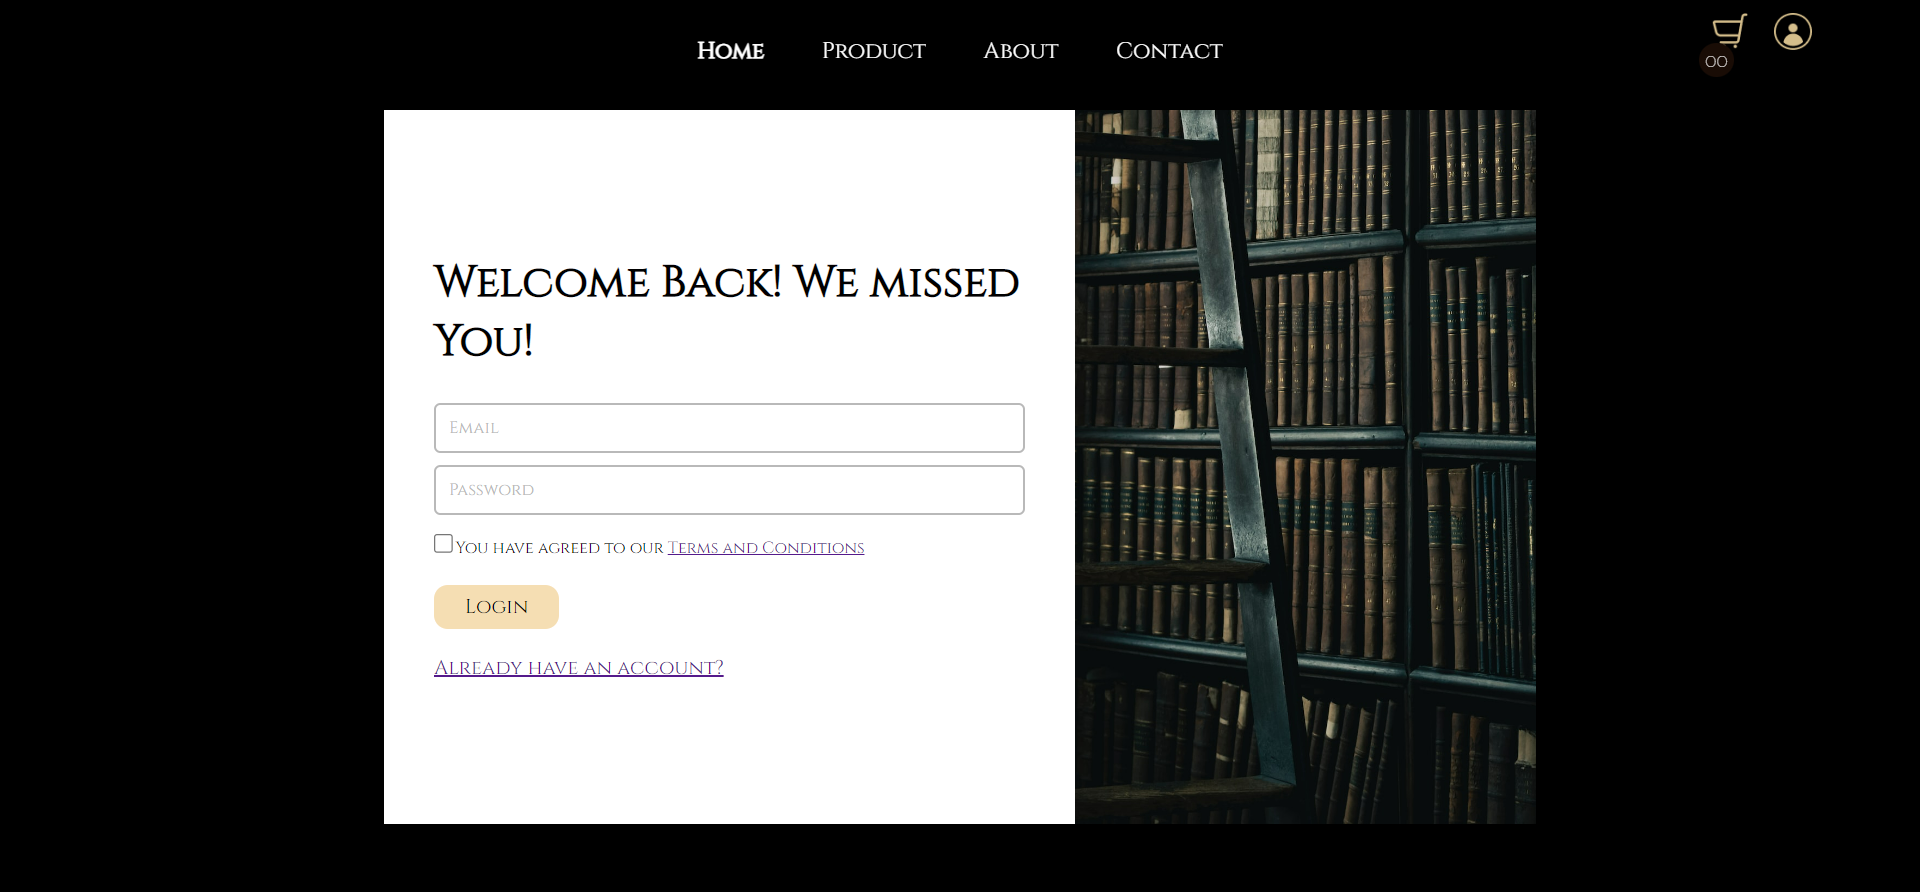 Home Product About Contact
00
Welcome Back! We missed
You!
Email
Password
You have agreed to our Terms and Conditions
Login
Already have an account?